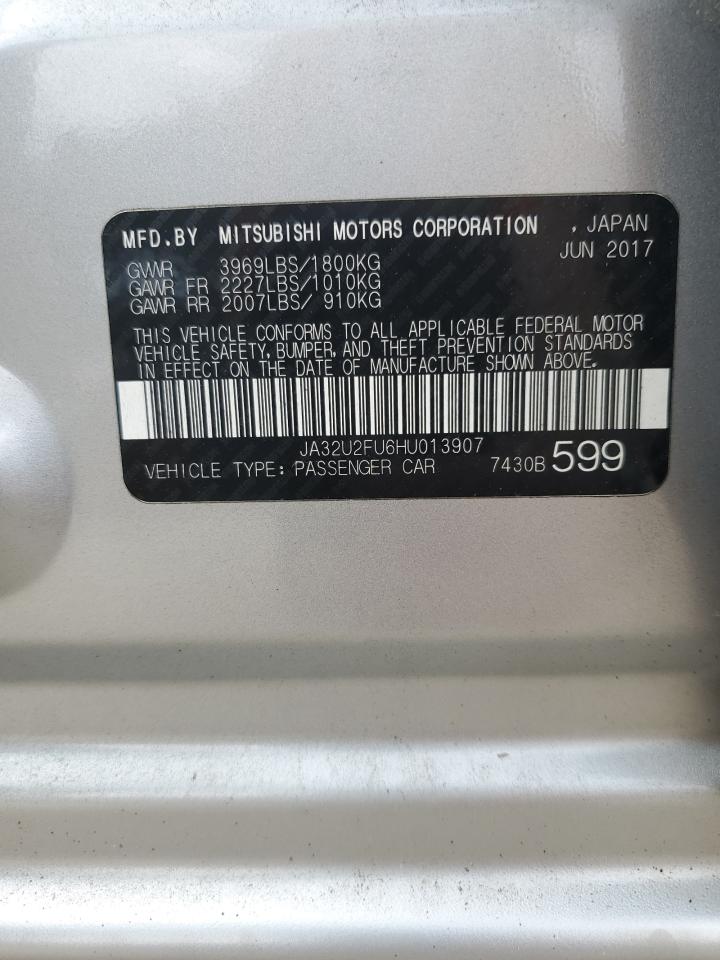 MFD.BY MITSUBISHI MOTORS CORPORATION , JAPAN
JUN 2017
GVWR 3969LBS/1800KG
GAWR FR 2227LBS/1010KG
GAWR RR 2007LBS/ 910KG
THIS VEHICLE CONFORMS TO ALL APPLICABLE FEDERAL MOTOR
VEHICLE SAFETY, BUMPER, AND THEFT PREVENTION STANDARDS
IN EFFECT ON THE DATE OF MANUFACTURE SHOWN ABOVE.
JA32U2FU6HU013907
VEHICLE TYPE: PASSENGER CAR 7430B 599